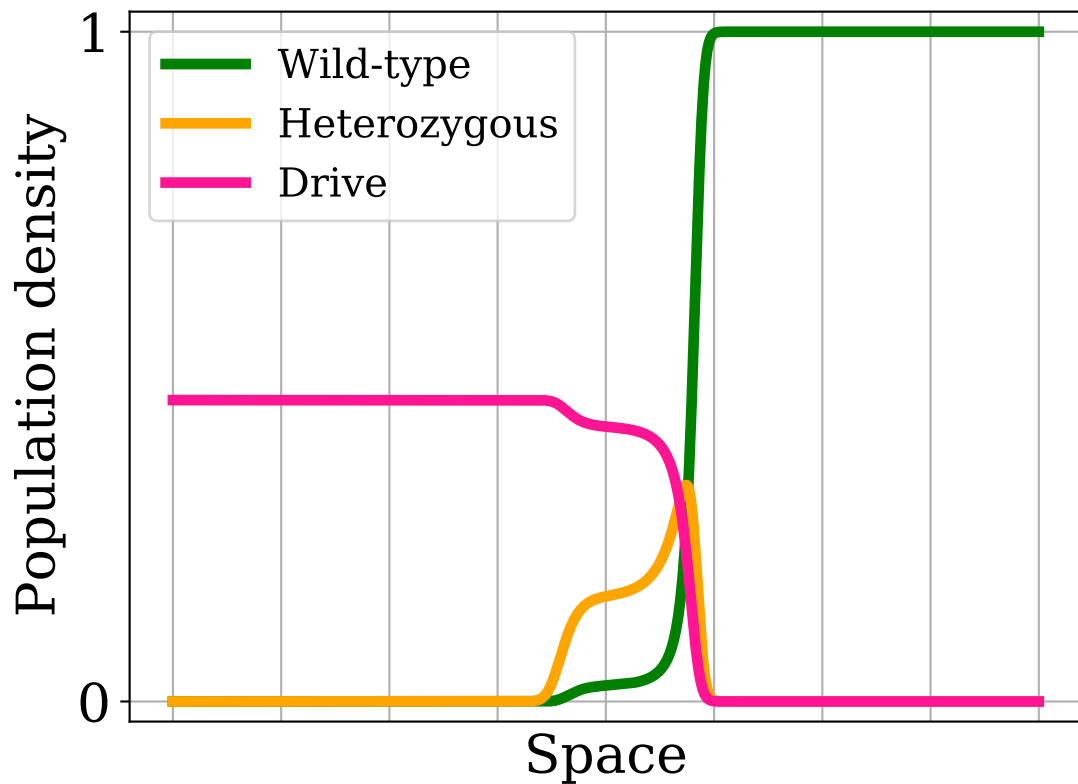 1
Wild-type
Heterozygous
Drive
Population density
0
Space